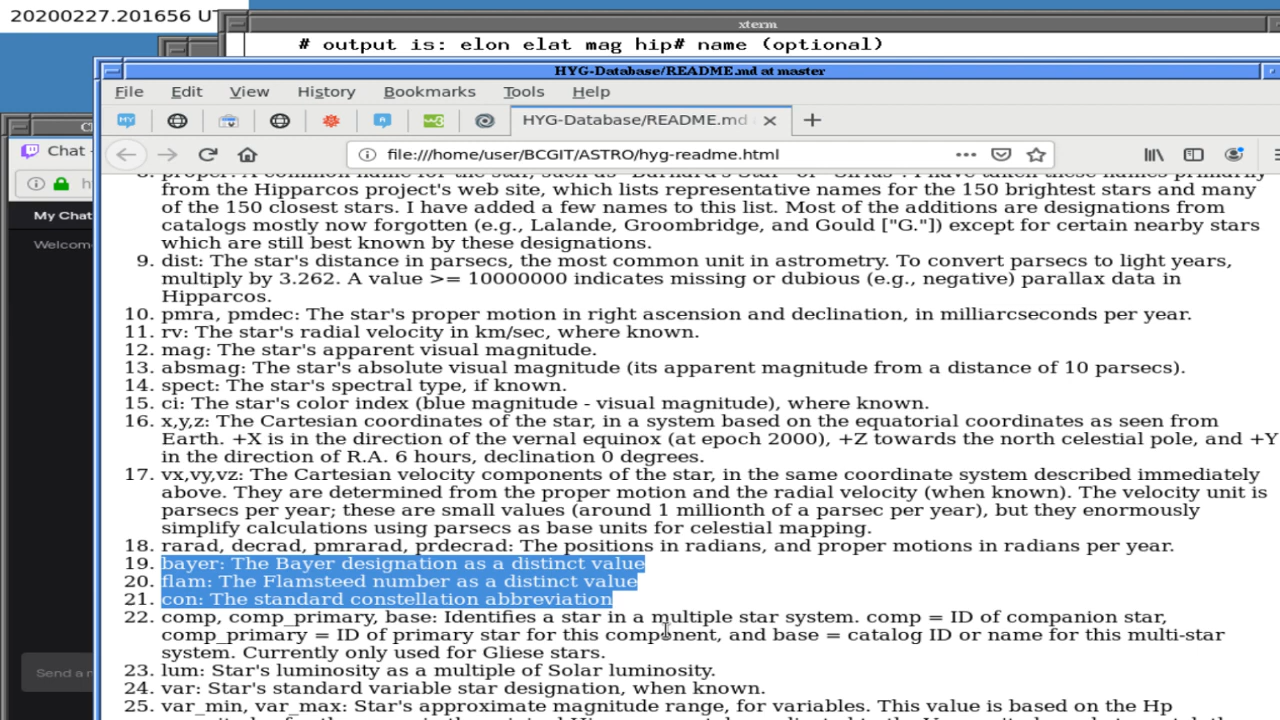 20200227.201656 UT
xterm
# output is: elon elat mag hip# name (optional)
HYG-Database/README.md at master
File Edit View History Bookmarks Tools Help
HYG-Database/README.md
Chat
file:///home/user/BCGIT/ASTRO/hyg-readme.html
My Chat
Welcome
Send a m
8. proper: A common name for the star, such as "Barnard's Star" or "Sirius". I have taken these names primarily
from the Hipparcos project's web site, which lists representative names for the 150 brightest stars and many
of the 150 closest stars. I have added a few names to this list. Most of the additions are designations from
catalogs mostly now forgotten (e.g., Lalande, Groombridge, and Gould ["G."]) except for certain nearby stars
which are still best known by these designations.
9. dist: The star's distance in parsecs, the most common unit in astrometry. To convert parsecs to light years,
multiply by 3.262. A value >= 10000000 indicates missing or dubious (e.g., negative) parallax data in
Hipparcos.
10. pmra, pmdec: The star's proper motion in right ascension and declination, in milliarcseconds per year.
11. rv: The star's radial velocity in km/sec, where known.
12. mag: The star's apparent visual magnitude.
13. absmag: The star's absolute visual magnitude (its apparent magnitude from a distance of 10 parsecs).
14. spect: The star's spectral type, if known.
15. ci: The star's color index (blue magnitude - visual magnitude), where known.
16. x,y,z: The Cartesian coordinates of the star, in a system based on the equatorial coordinates as seen from
Earth. +X is in the direction of the vernal equinox (at epoch 2000), +Z towards the north celestial pole, and +Y
in the direction of R.A. 6 hours, declination 0 degrees.
17. vx,vy,vz: The Cartesian velocity components of the star, in the same coordinate system described immediately
above. They are determined from the proper motion and the radial velocity (when known). The velocity unit is
parsecs per year; these are small values (around 1 millionth of a parsec per year), but they enormously
simplify calculations using parsecs as base units for celestial mapping.
18. rarad, decrad, pmrarad, prdecrad: The positions in radians, and proper motions in radians per year.
19. bayer: The Bayer designation as a distinct value
20. flam: The Flamsteed number as a distinct value
21. con: The standard constellation abbreviation
22. comp, comp_primary, base: Identifies a star in a multiple star system. comp = ID of companion star,
comp_primary = ID of primary star for this component, and base = catalog ID or name for this multi-star
system. Currently only used for Gliese stars.
23. lum: Star's luminosity as a multiple of Solar luminosity.
24. var: Star's standard variable star designation, when known.
25. var_min, var_max: Star's approximate magnitude range, for variables. This value is based on the Hp